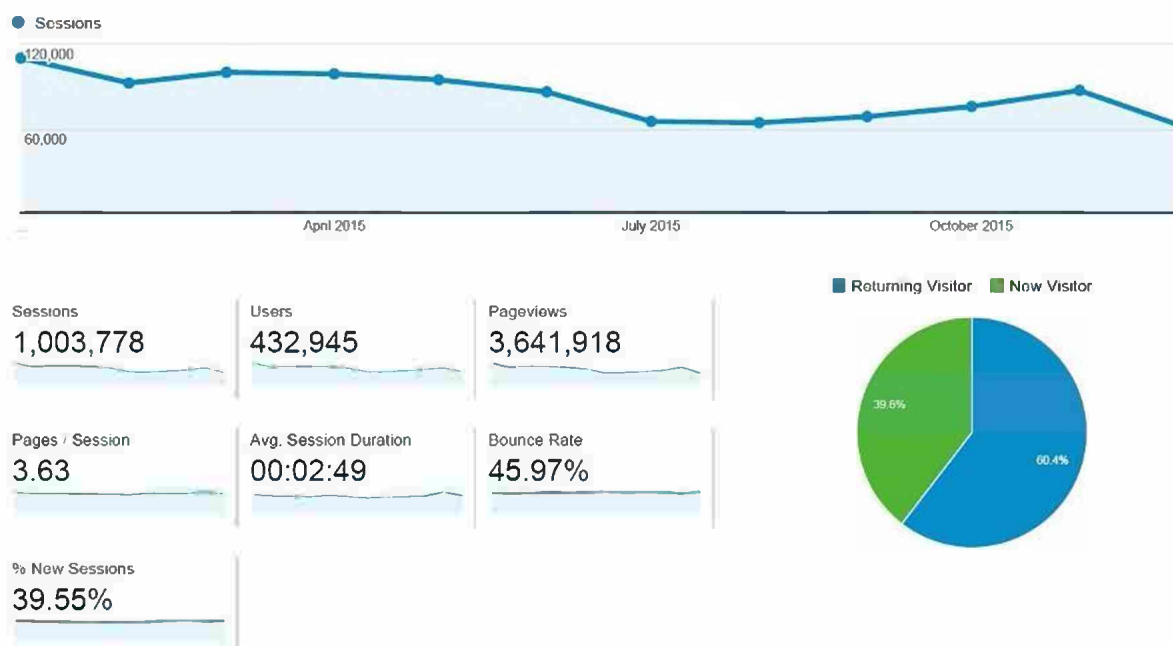 Sessions
120,000
60,000
April 2015
July 2015
October 2015
Returning Visitor
Now Visitor
Sessions
1,003,778
Users
432,945
Pageviews
3,641,918
39.6%
60.4%
Pages / Session
3.63
Avg. Session Duration
00:02:49
Bounce Rate
45.97%
% New Sessions
39.55%